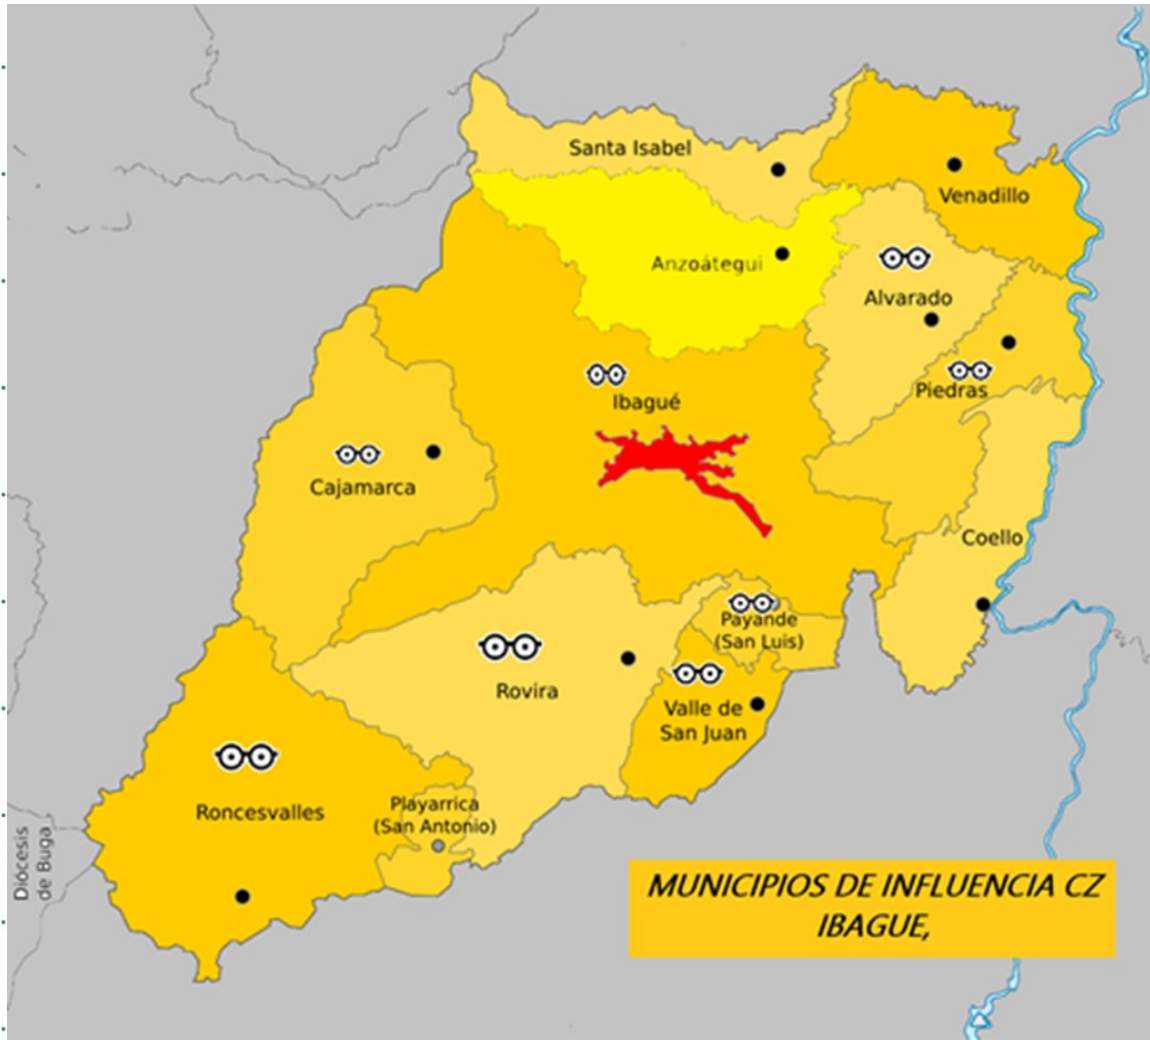 Santa Isabel
Venadillo
Anzoátegui
Alvarado
Piedras
Ibagué
Cajamarca
Coello
Payande
(San Luis)
Rovira
Valle de
San Juan
Roncesvalles
Playarrica
(San Antonio)
Diócesis
de Buga
MUNICIPIOS DE INFLUENCIA CZ
IBAGUE,